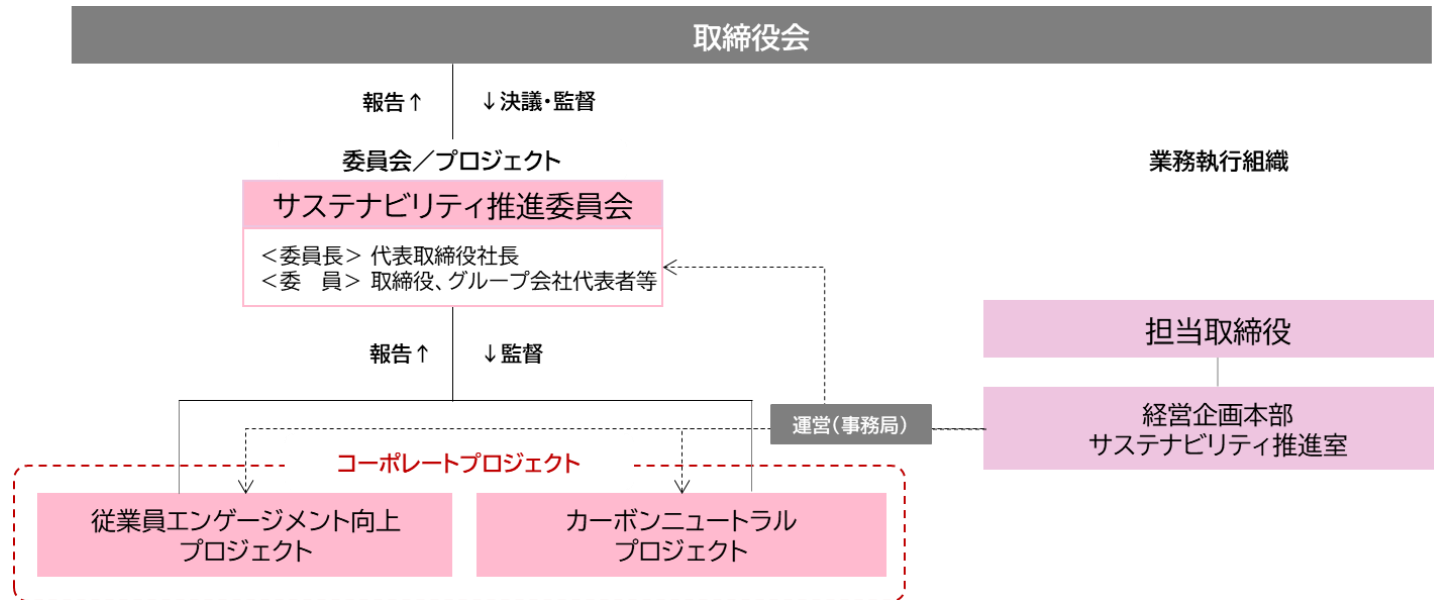 取締役会
報告↑ ↓決議・監督
委員会／プロジェクト
業務執行組織
サステナビリティ推進委員会
＜委員長＞ 代表取締役社長
＜委　員＞ 取締役、グループ会社代表者等
担当取締役
報告↑ ↓監督
経営企画本部
サステナビリティ推進室
運営（事務局）
コーポレートプロジェクト
従業員エンゲージメント向上
プロジェクト
カーボンニュートラル
プロジェクト